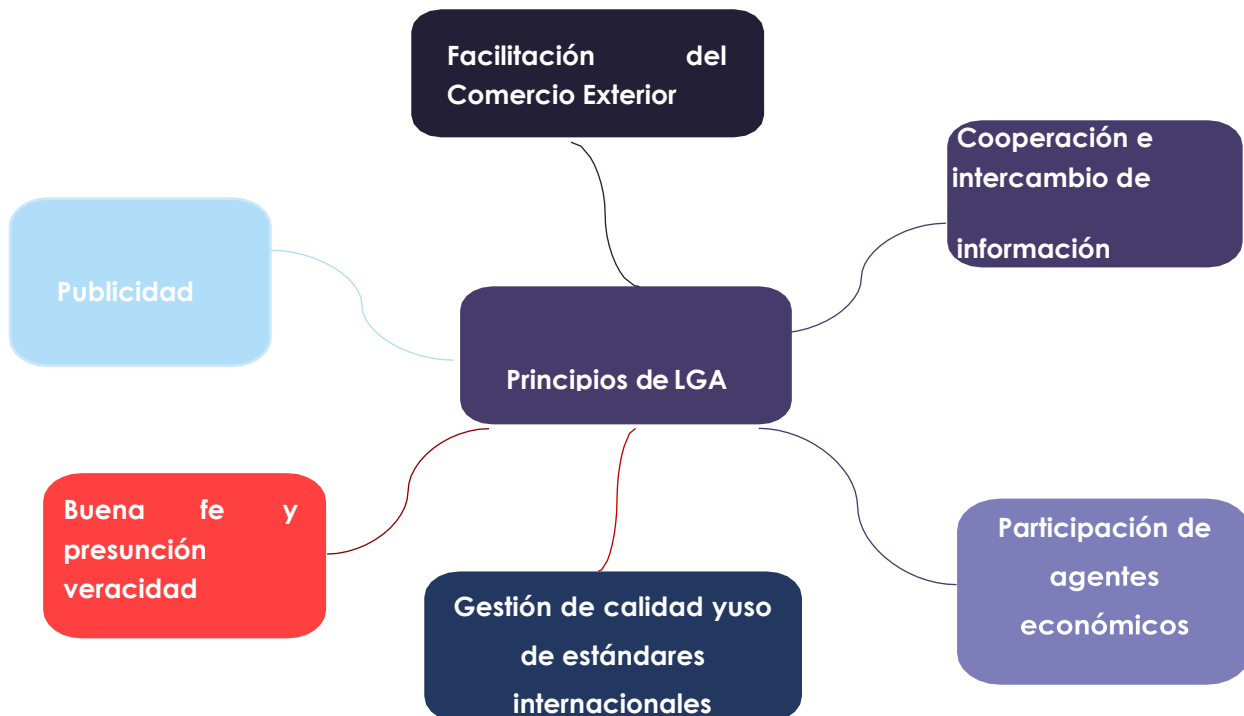 Facilitación del
Comercio Exterior
Cooperación e
intercambio de
información
Publicidad
Principios de LGA
Buena fe y
presunción
veracidad
Participación de
agentes
económicos
Gestión de calidad yuso
de estándares
internacionales